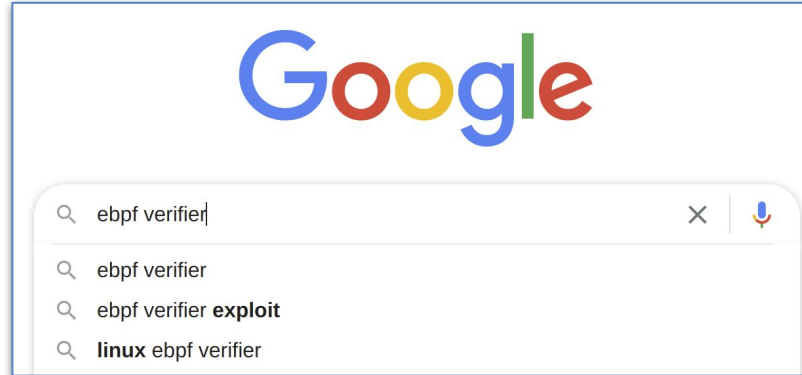 Google
ebpf verifier
ebpf verifier
ebpf verifier exploit
linux ebpf verifier